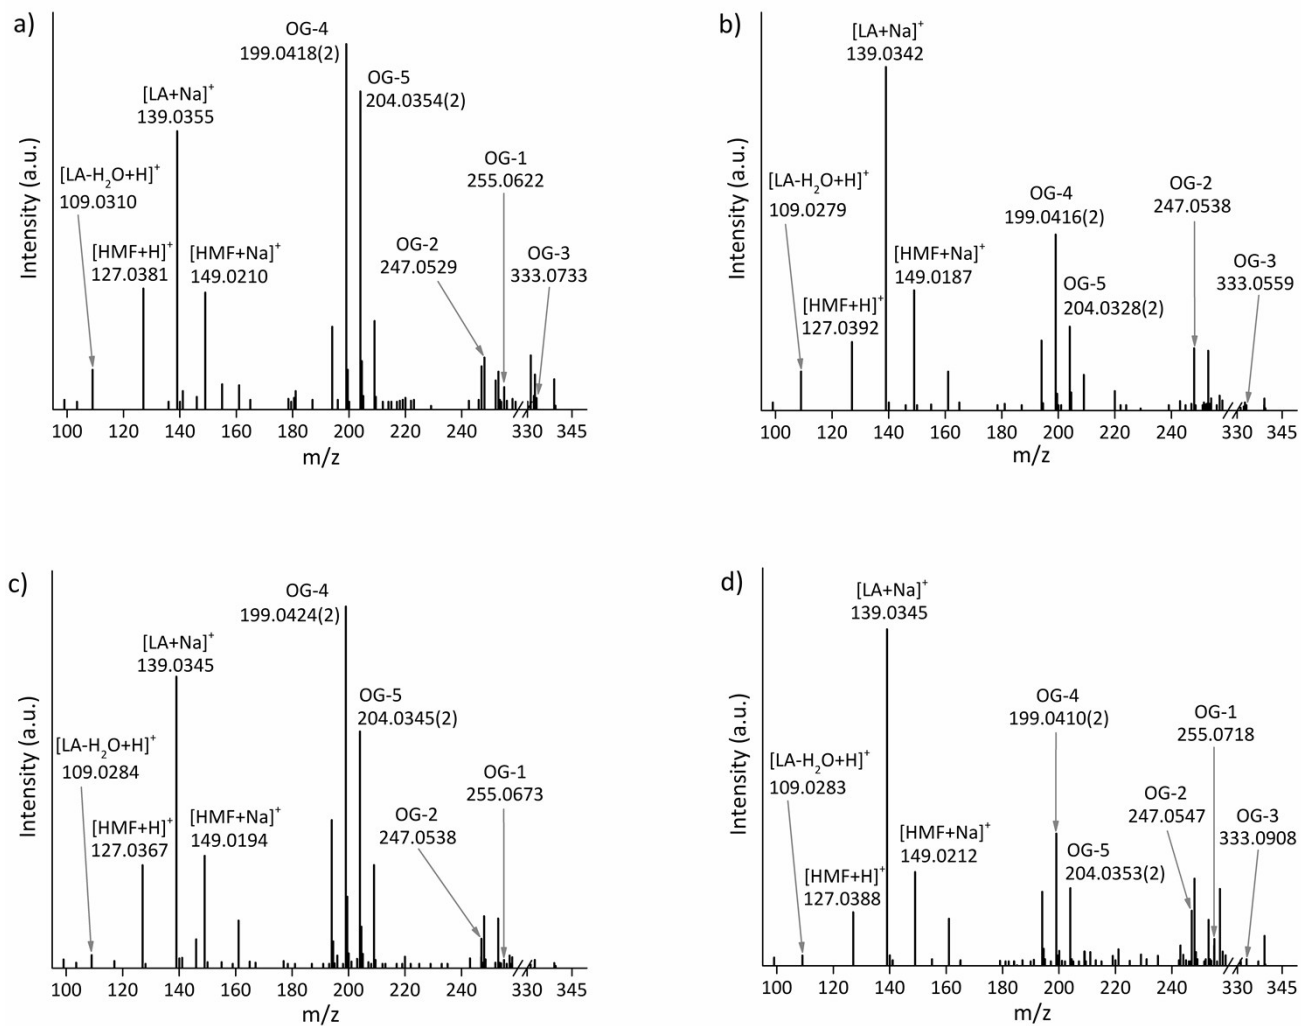 a)
Intensity (a.u.)
[LA-H₂O+H]⁺
109.0310
[HMF+H]⁺
127.0381
[LA+Na]⁺
139.0355
[HMF+Na]⁺
149.0210
OG-4
199.0418(2)
OG-5
204.0354(2)
OG-2
247.0529
OG-1
255.0622
OG-3
333.0733
100 120 140 160 180 200 220 240 330 345
m/z
b)
Intensity (a.u.)
[LA-H₂O+H]⁺
109.0279
[HMF+H]⁺
127.0392
[LA+Na]⁺
139.0342
[HMF+Na]⁺
149.0187
OG-4
199.0416(2)
OG-5
204.0328(2)
OG-2
247.0538
OG-3
333.0559
100 120 140 160 200 220 240 330 345
m/z
c)
Intensity (a.u.)
[LA-H₂O+H]⁺
109.0284
[HMF+H]⁺
127.0367
[LA+Na]⁺
139.0345
[HMF+Na]⁺
149.0194
OG-4
199.0424(2)
OG-5
204.0345(2)
OG-2
247.0538
OG-1
255.0673
100 120 140 160 180 200 220 240 330 345
m/z
d)
Intensity (a.u.)
[LA-H₂O+H]⁺
109.0283
[HMF+H]⁺
127.0388
[LA+Na]⁺
139.0345
[HMF+Na]⁺
149.0212
OG-4
199.0410(2)
OG-5
204.0353(2)
OG-2
247.0547
OG-1
255.0718
OG-3
333.0908
100 120 140 160 180 200 220 240 330 345
m/z